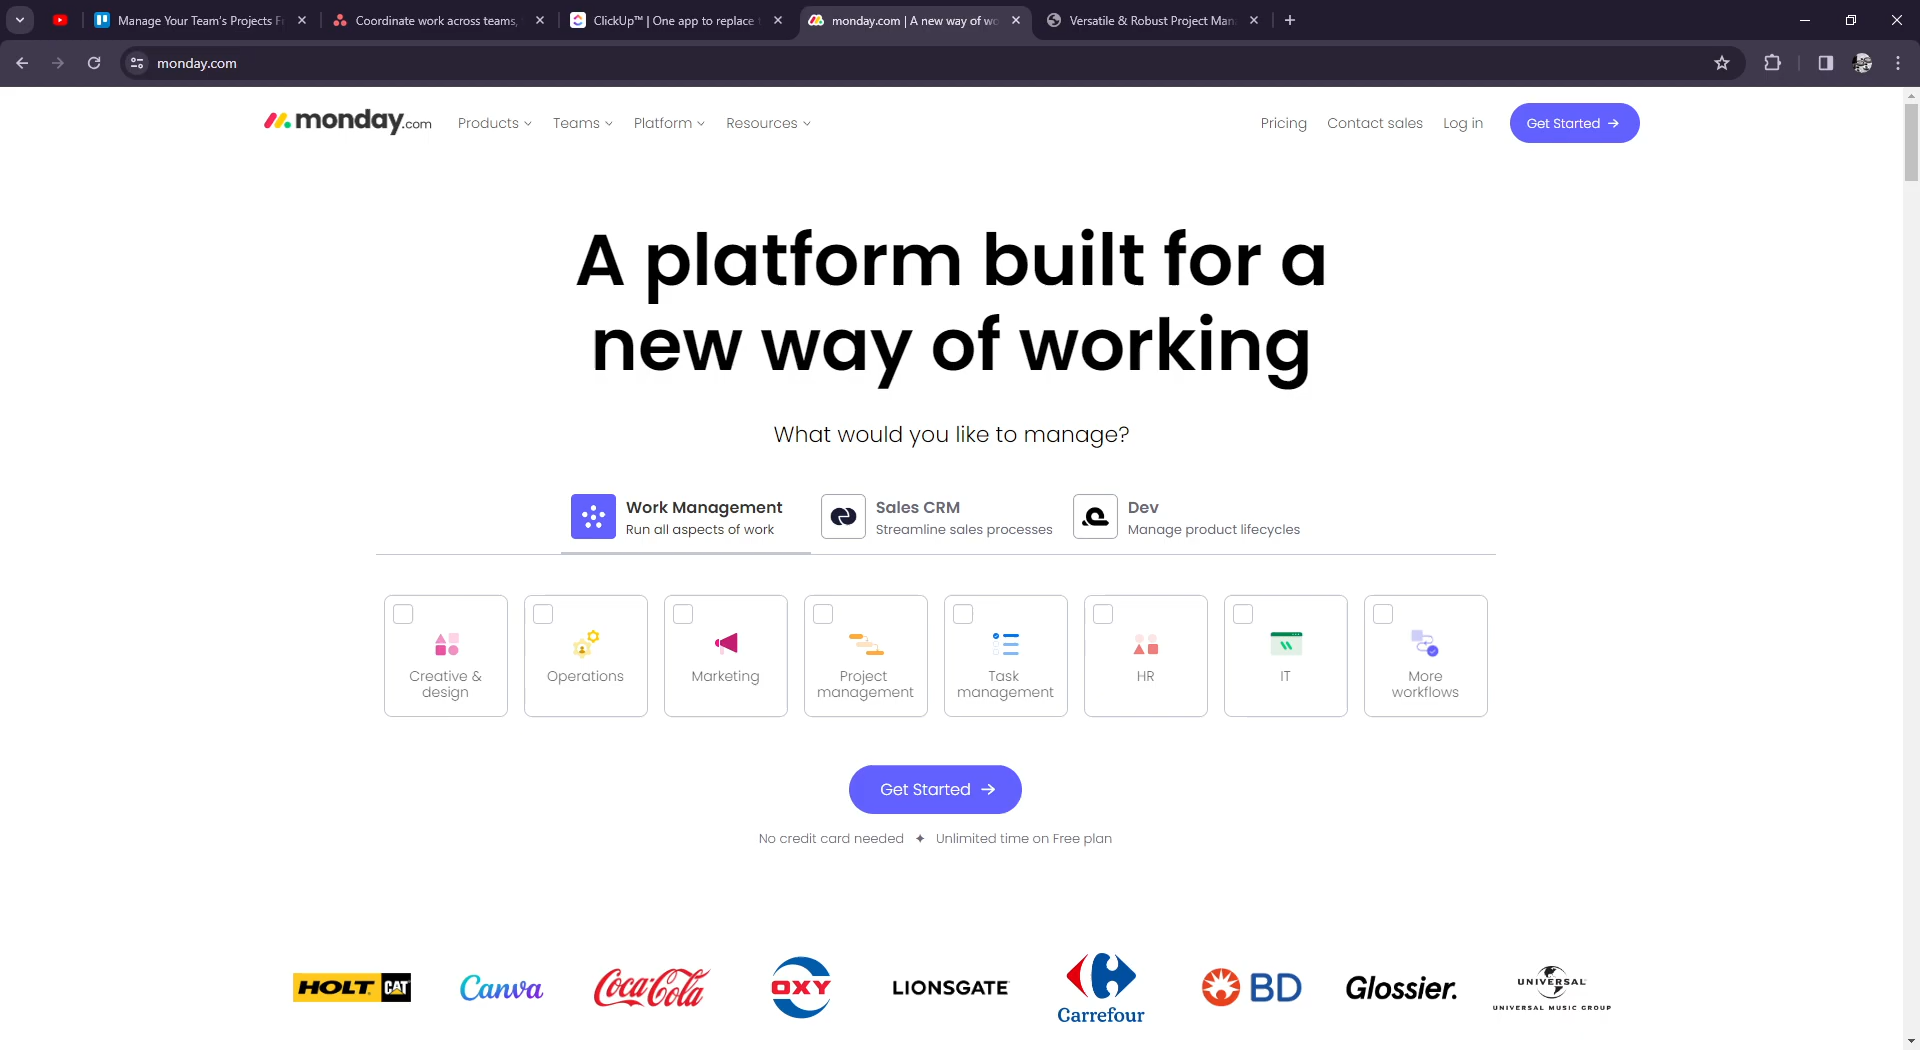 Manage Your Team's Projects F
Coordinate work across teams,
ClickUp™ | One app to replace
monday.com | A new way of wo
Versatile & Robust Project Man
monday.com
monday.com
Products
Teams
Platform
Resources
Pricing
Contact sales
Log in
Get Started →
A platform built for a
new way of working
What would you like to manage?
Work Management
Run all aspects of work
Sales CRM
Streamline sales processes
Dev
Manage product lifecycles
Creative &
design
Operations
Marketing
Project
management
Task
management
HR
IT
More
workflows
Get Started →
No credit card needed ✦ Unlimited time on Free plan
HOLT CAT
Canva
Coca-Cola
OXY
LIONSGATE
Carrefour
BD
Glossier.
UNIVERSAL
UNIVERSAL MUSIC GROUP